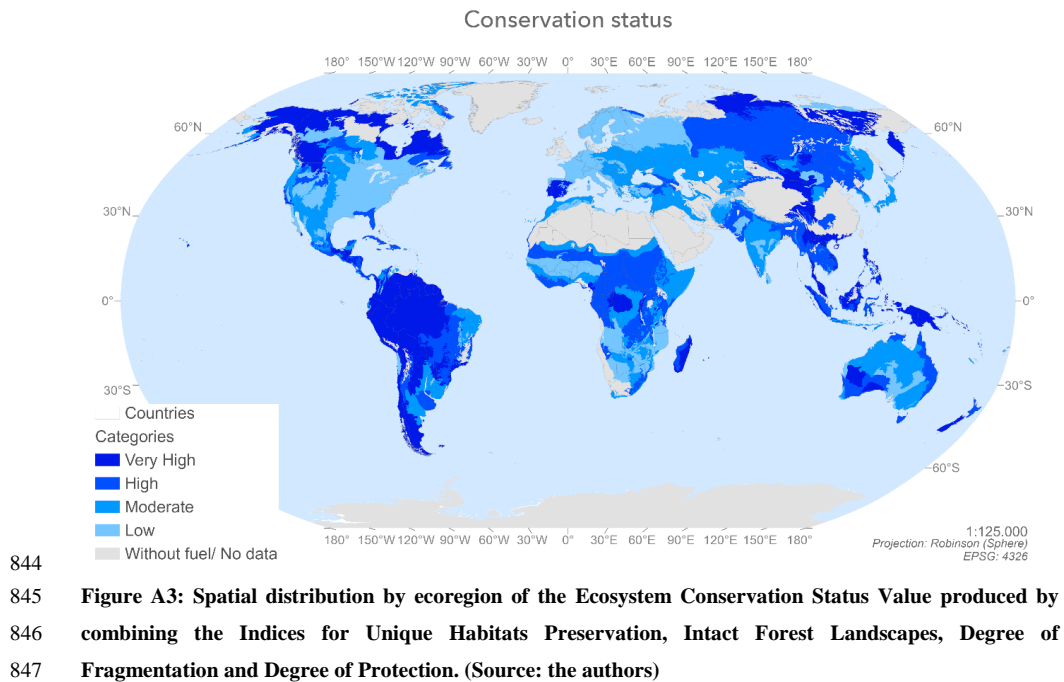 Conservation status
180° 150°W 120°W 90°W 60°W 30°W 0° 30°E 60°E 90°E 120°E 150°E 180°
60°N 60°N
30°N 30°N
0° 0°
30°S 30°S
60°S
Countries
Categories
Very High
High
Moderate
Low
Without fuel/ No data
180° 150°W 120°W 90°W 60°W 30°W 0° 30°E 60°E 90°E 120°E 150°E 180°
1:125.000
Projection: Robinson (Sphere)
EPSG: 4326
844
845 Figure A3: Spatial distribution by ecoregion of the Ecosystem Conservation Status Value produced by
846 combining the Indices for Unique Habitats Preservation, Intact Forest Landscapes, Degree of
847 Fragmentation and Degree of Protection. (Source: the authors)